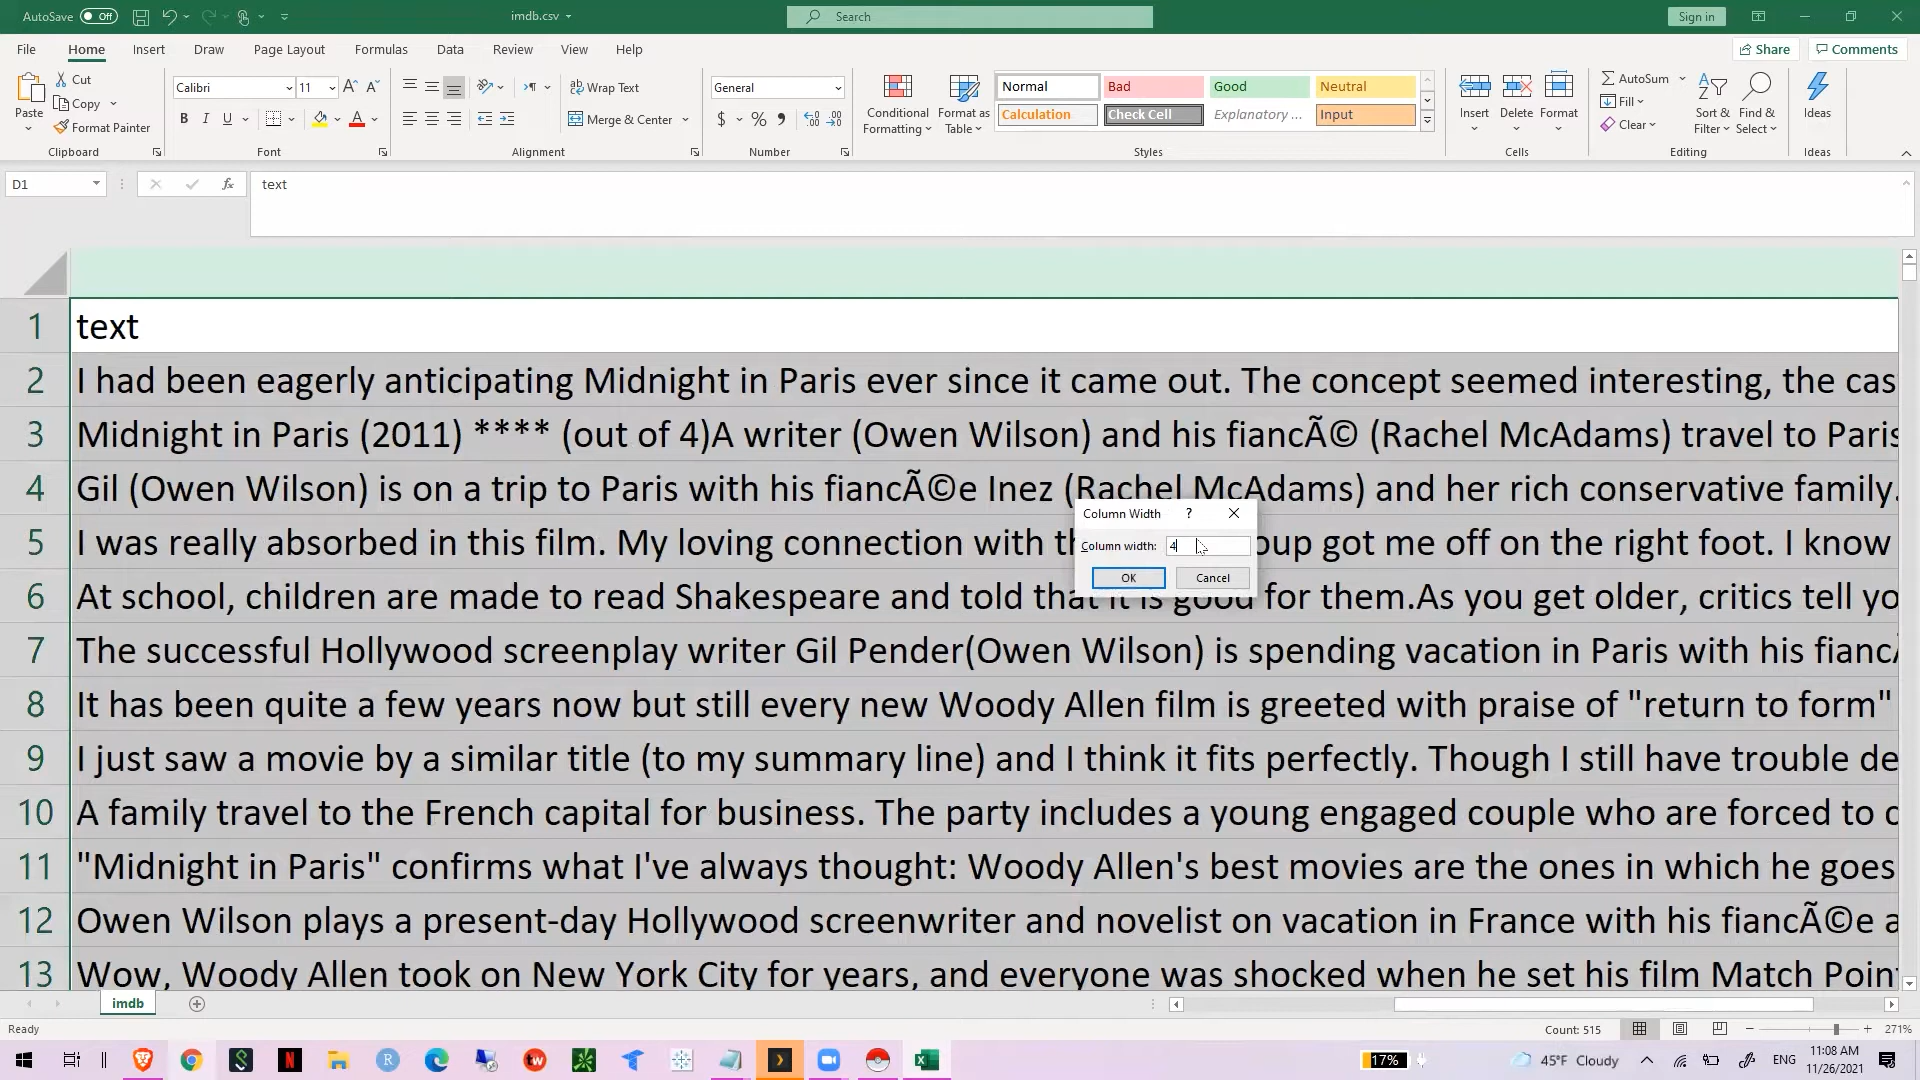 AutoSave Off imdb.csv Search Sign in
File Home Insert Draw Page Layout Formulas Data Review View Help Share Comments
Paste Cut Copy Format Painter
Calibri 11
Wrap Text
Merge & Center
General
Conditional Formatting Format as Table
Normal Bad Good Neutral
Calculation Check Cell Explanatory ... Input
Insert Delete Format
AutoSum Fill Clear
Sort & Filter Find & Select Ideas
Clipboard Font Alignment Number Styles Cells Editing Ideas
D1 fx text
1 text
2 I had been eagerly anticipating Midnight in Paris ever since it came out. The concept seemed interesting, the cas
3 Midnight in Paris (2011) **** (out of 4)A writer (Owen Wilson) and his fiancÃ© (Rachel McAdams) travel to Paris
4 Gil (Owen Wilson) is on a trip to Paris with his fiancÃ©e Inez (Rachel McAdams) and her rich conservative family.
Column Width ?
Column width: 4
OK Cancel
5 I was really absorbed in this film. My loving connection with oup got me off on the right foot. I know
6 At school, children are made to read Shakespeare and told that it is good for them.As you get older, critics tell yo
7 The successful Hollywood screenplay writer Gil Pender(Owen Wilson) is spending vacation in Paris with his fiancÃ
8 It has been quite a few years now but still every new Woody Allen film is greeted with praise of "return to form"
9 I just saw a movie by a similar title (to my summary line) and I think it fits perfectly. Though I still have trouble de
10 A family travel to the French capital for business. The party includes a young engaged couple who are forced to c
11 "Midnight in Paris" confirms what I've always thought: Woody Allen's best movies are the ones in which he goes
12 Owen Wilson plays a present-day Hollywood screenwriter and novelist on vacation in France with his fiancÃ©e a
13 Wow, Woody Allen took on New York City for years, and everyone was shocked when he set his film Match Point
imdb
Ready Count: 515 271%
17% 45°F Cloudy ENG 11:08 AM
11/26/2021